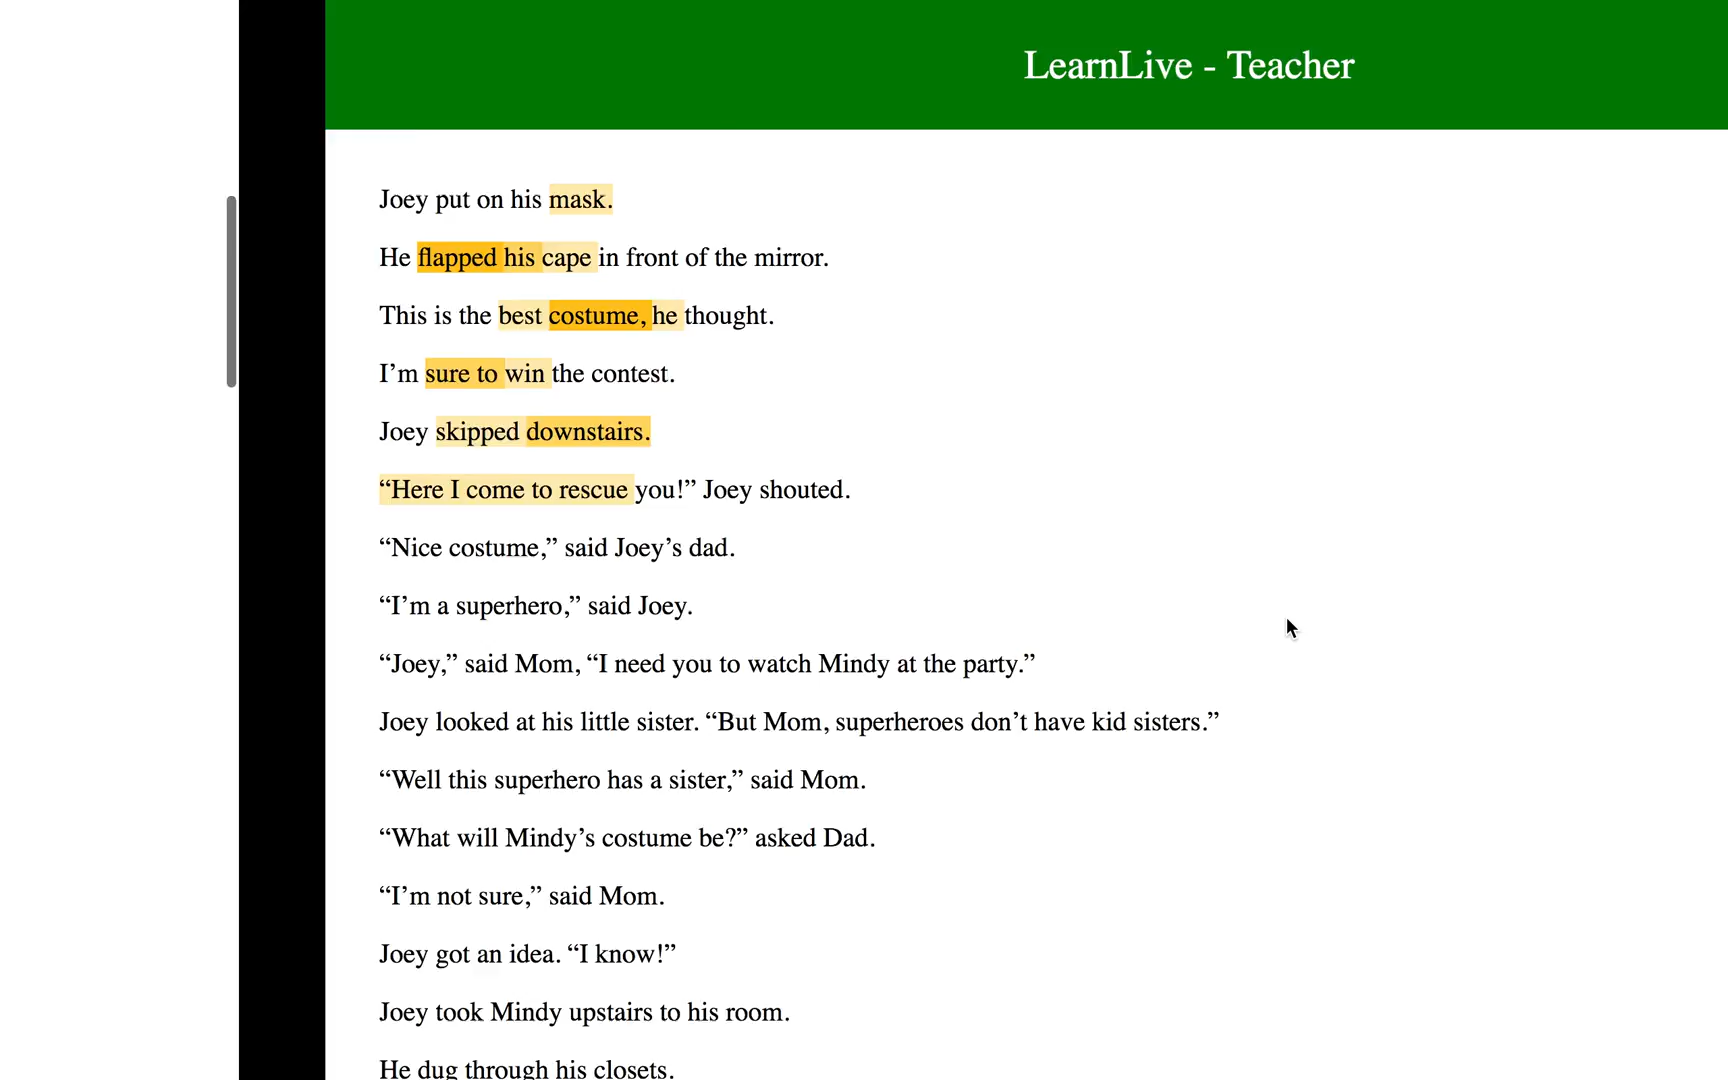 LearnLive - Teacher
Joey put on his mask.
He flapped his cape in front of the mirror.
This is the best costume, he thought.
I’m sure to win the contest.
Joey skipped downstairs.
“Here I come to rescue you!” Joey shouted.
“Nice costume,” said Joey’s dad.
“I’m a superhero,” said Joey.
“Joey,” said Mom, “I need you to watch Mindy at the party.”
Joey looked at his little sister. “But Mom, superheroes don’t have kid sisters.”
“Well this superhero has a sister,” said Mom.
“What will Mindy’s costume be?” asked Dad.
“I’m not sure,” said Mom.
Joey got an idea. “I know!”
Joey took Mindy upstairs to his room.
He dug through his closets.